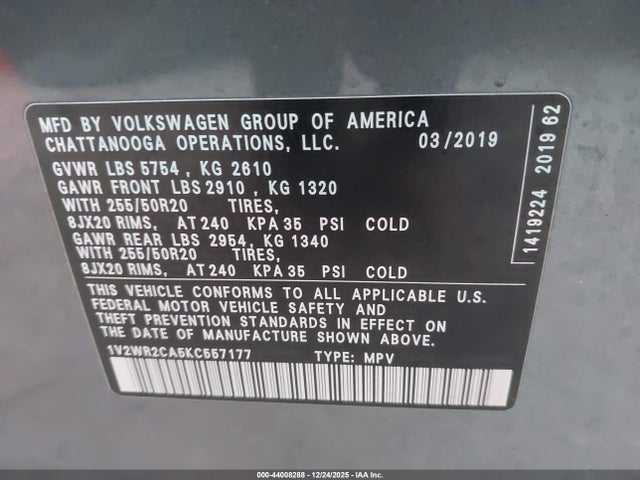 MFD BY VOLKSWAGEN GROUP OF AMERICA
CHATTANOOGA OPERATIONS, LLC. 03/2019
GVWR LBS 5754 , KG 2610
GAWR FRONT LBS 2910 , KG 1320
WITH 255/50R20 TIRES,
8JX20 RIMS, AT 240 KPA 35 PSI COLD
GAWR REAR LBS 2954, KG 1340
WITH 255/50R20 TIRES,
8JX20 RIMS, AT 240 KPA 35 PSI COLD
THIS VEHICLE CONFORMS TO ALL APPLICABLE U.S.
FEDERAL MOTOR VEHICLE SAFETY AND
THEFT PREVENTION STANDARDS IN EFFECT ON
THE DATE OF MANUFACTURE SHOWN ABOVE.
1V2WR2CA5KC557177 TYPE: MPV
1419224 2019 62
000-44008288 - 12/24/2025 - IAA Inc.